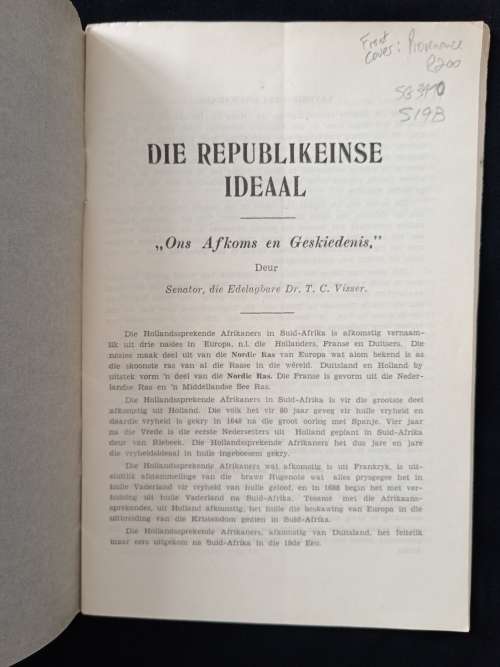 Front
cover: Provenance
R200
S19B
DIE REPUBLIKEINSE
IDEAAL
„Ons Afkoms en Geskiedenis,”
Deur
Senator, die Edelagbare Dr. T. C. Visser.
Die Hollandssprekende Afrikaners in Suid-Afrika is afkomstig vernaam-
lik uit drie nasies in Europa, n.l. die Hollanders, Franse en Duitsers. Die
nasies maak deel uit van die Nordic Ras van Europa wat alom bekend is as
die skoonste ras van al die Rasse in die wêreld. Duitsland en Holland by
uitstek vorm 'n deel van die Nordic Ras. Die Franse is gevorm uit die Neder-
landse Ras en 'n Middellandse See Ras.
Die Hollandssprekende Afrikaners in Suid-Afrika is vir die grootste deel
afkomstig uit Holland. Die volk het vir 80 jaar geveg vir hulle vryheid en
daardie vryheid is gekry in 1648 na die groot oorlog met Spanje. Vier jaar
na die Vrede is die eerste Nedersetters uit Holland geplant in Suid-Afrika
deur van Riebeek. Die Hollandssprekende Afrikaners het dus jare en jare
die vryheidsideaal in hulle ingeboesem gekry.
Die Hollandssprekende Afrikaners wat afkomstig is uit Frankryk, is uit-
sluitlik afstammelinge van die brawe Hugenote wat alles prysgegee het in
hulle Vaderland vir vryheid van hulle geloof, en in 1688 begin het met ver-
huising uit hulle Vaderland na Suid-Afrika. Tesame met die Afrikaans-
sprekendes, uit Holland afkomstig, het hulle die beskawing van Europa in die
uitbreiding van die Kristendom gedien in Suid-Afrika.
Die Hollandssprekende Afrikaners, afkomstig van Duitsland, het feitelik
maar eers uitgekom na Suid-Afrika in die 18de Eeu.